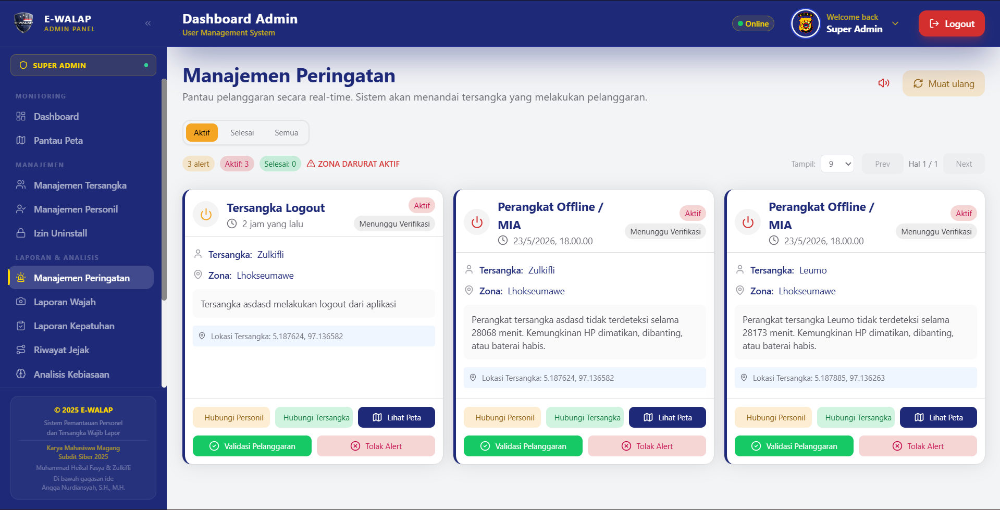 E-WALAP
ADMIN PANEL
«
Dashboard Admin
User Management System
Online
Welcome back
Super Admin
Logout
SUPER ADMIN
MONITORING
Dashboard
Pantau Peta
MANAJEMEN
Manajemen Tersangka
Manajemen Personil
Izin Uninstall
LAPORAN & ANALISIS
Manajemen Peringatan
Laporan Wajah
Laporan Kepatuhan
Riwayat Jejak
Analisis Kebiasaan
© 2025 E-WALAP
Sistem Pemantauan Personel
dan Tersangka Wajib Lapor
Karya Mahasiswa Magang
Subdit Siber 2025
Muhammad Heikal Fasya & Zulkifli
Di bawah gagasan ide
Angga Nurdiansyah, S.H., M.H.
Manajemen Peringatan
Pantau pelanggaran secara real-time. Sistem akan menandai tersangka yang melakukan pelanggaran.
Muat ulang
Aktif Selesai Semua
3 alert Aktif: 3 Selesai: 0 ZONA DARURAT AKTIF
Tampil: 9 Prev Hal 1 / 1 Next
Tersangka Logout
2 jam yang lalu
Aktif
Menunggu Verifikasi
Tersangka: Zulkifli
Zona: Lhokseumawe
Tersangka asdasd melakukan logout dari aplikasi
Lokasi Tersangka: 5.187624, 97.136582
Hubungi Personil Hubungi Tersangka Lihat Peta
Validasi Pelanggaran Tolak Alert
Perangkat Offline /
MIA
23/5/2026, 18.00.00
Aktif
Menunggu Verifikasi
Tersangka: Zulkifli
Zona: Lhokseumawe
Perangkat tersangka asdasd tidak terdeteksi selama
28068 menit. Kemungkinan HP dimatikan, dibanting,
atau baterai habis.
Lokasi Tersangka: 5.187624, 97.136582
Hubungi Personil Hubungi Tersangka Lihat Peta
Validasi Pelanggaran Tolak Alert
Perangkat Offline /
MIA
23/5/2026, 18.00.00
Aktif
Menunggu Verifikasi
Tersangka: Leumo
Zona: Lhokseumawe
Perangkat tersangka Leumo tidak terdeteksi selama
28173 menit. Kemungkinan HP dimatikan, dibanting,
atau baterai habis.
Lokasi Tersangka: 5.187885, 97.136263
Hubungi Personil Hubungi Tersangka Lihat Peta
Validasi Pelanggaran Tolak Alert